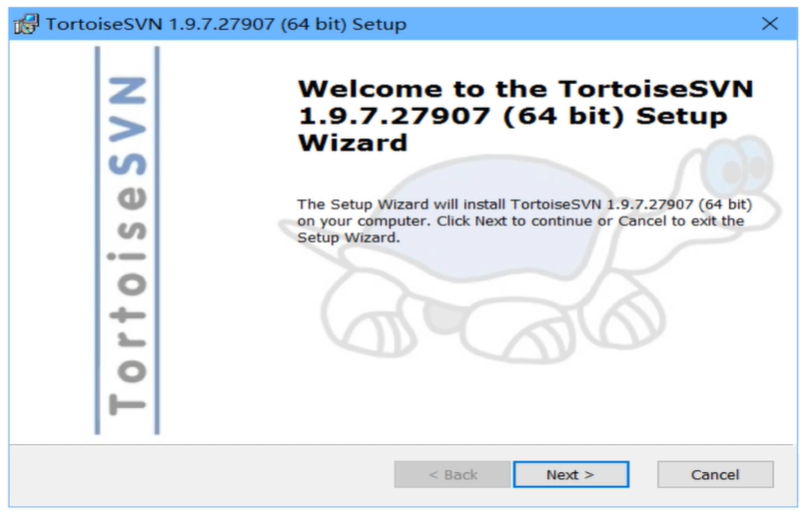 TortoiseSVN 1.9.7.27907 (64 bit) Setup
TortoiseSVN
Welcome to the TortoiseSVN
1.9.7.27907 (64 bit) Setup
Wizard
The Setup Wizard will install TortoiseSVN 1.9.7.27907 (64 bit)
on your computer. Click Next to continue or Cancel to exit the
Setup Wizard.
< Back
Next >
Cancel